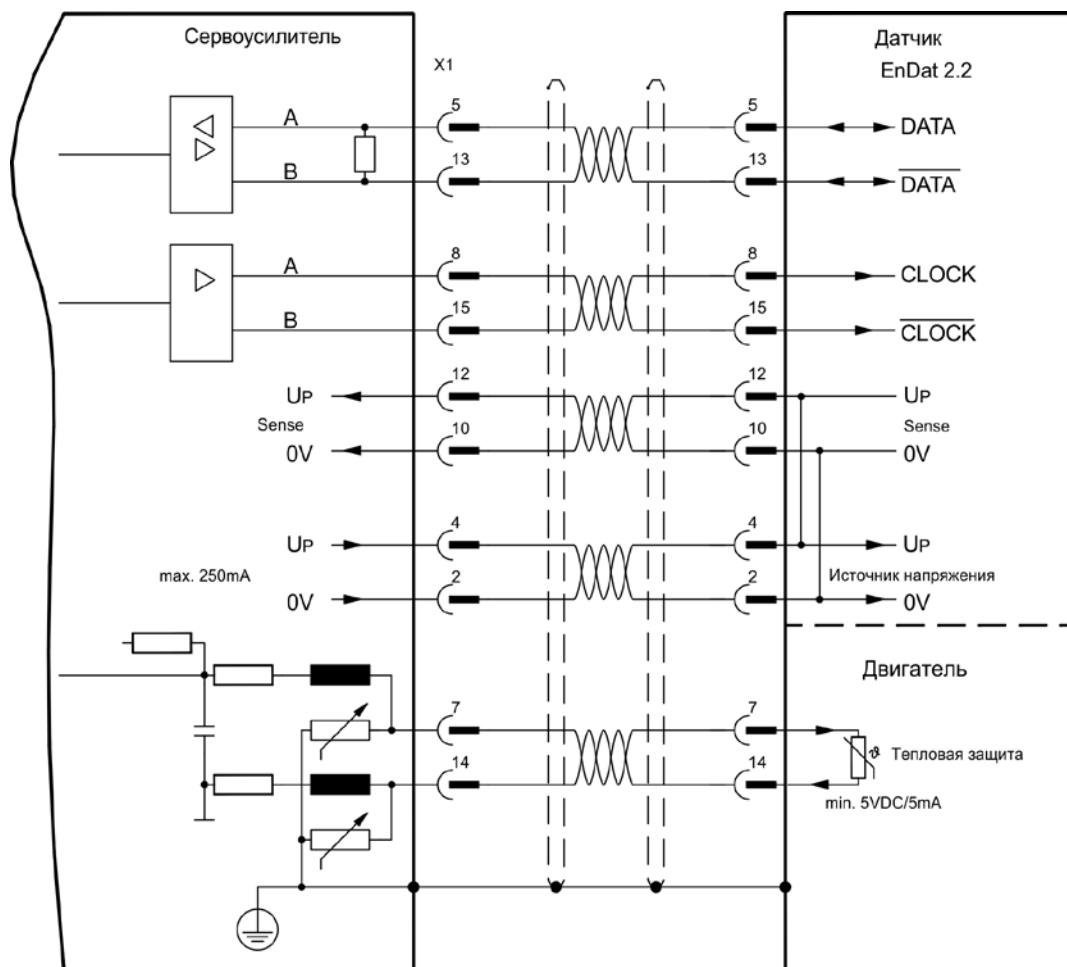 Сервоусилитель
X1
Датчик
EnDat 2.2
A
5
5
DATA
B
13
13
DATA
A
8
8
CLOCK
B
15
15
CLOCK
UP
12
12
UP
Sense
Sense
0V
10
10
0V
UP
4
4
UP
max. 250mA
Источник напряжения
0V
2
2
0V
Двигатель
7
7
ϑ Тепловая защита
14
14
min. 5VDC/5mA